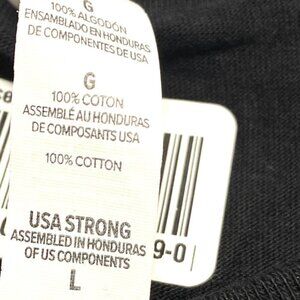 G
100% ALGODÓN
ENSAMBLADO EN HONDURAS
DE COMPONENTES DE USA
G
100% COTON
ASSEMBLÉ AU HONDURAS
DE COMPOSANTS USA
100% COTTON
USA STRONG
ASSEMBLED IN HONDURAS
OF US COMPONENTS
L
9-0